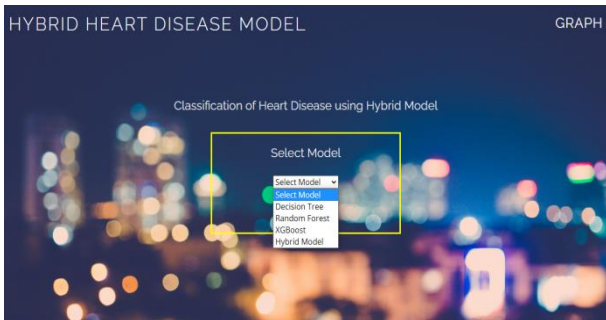 HYBRID HEART DISEASE MODEL
GRAPH
Classification of Heart Disease using Hybrid Model
Select Model
Select Model
Select Model
Decision Tree
Random Forest
XGBoost
Hybrid Model